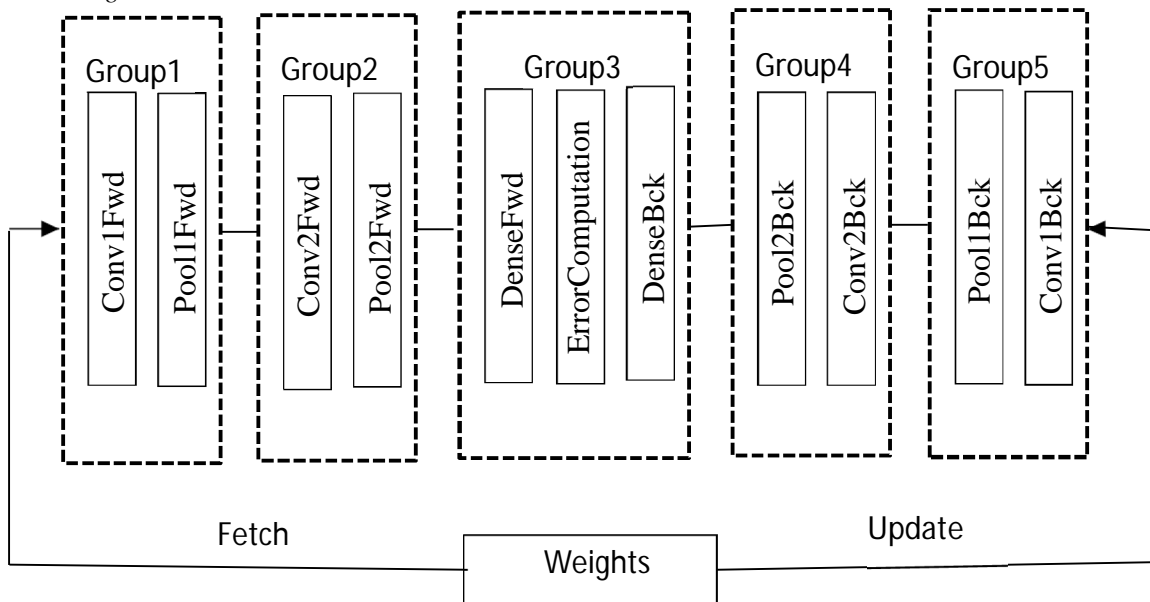 Group1
Group2
Group3
Group4
Group5
Conv1Fwd
Pool1Fwd
Conv2Fwd
Pool2Fwd
DenseFwd
ErrorComputation
DenseBck
Pool2Bck
Conv2Bck
Pool1Bck
Conv1Bck
Fetch
Update
Weights